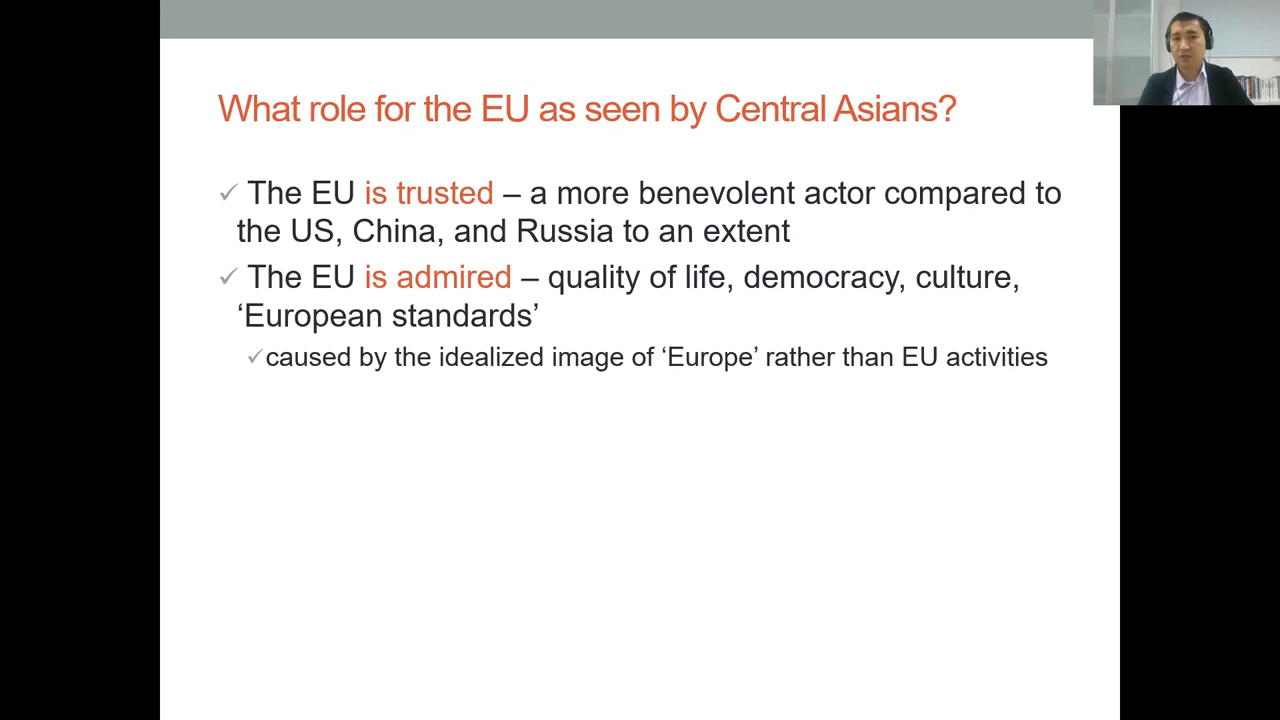 What role for the EU as seen by Central Asians?
✓ The EU is trusted – a more benevolent actor compared to
the US, China, and Russia to an extent
✓ The EU is admired – quality of life, democracy, culture,
‘European standards’
✓caused by the idealized image of ‘Europe’ rather than EU activities